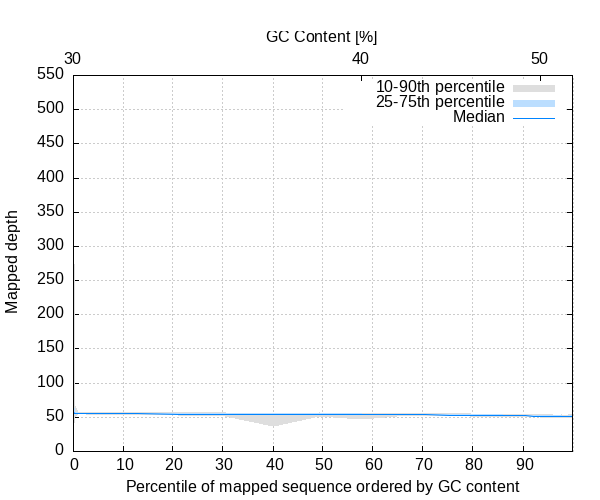 GC Content [%]
30 40 50
550
10-90th percentile
500
25-75th percentile
Median
450
400
350
300
250
200
150
100
50
0
Mapped depth
0 10 20 30 40 50 60 70 80 90
Percentile of mapped sequence ordered by GC content